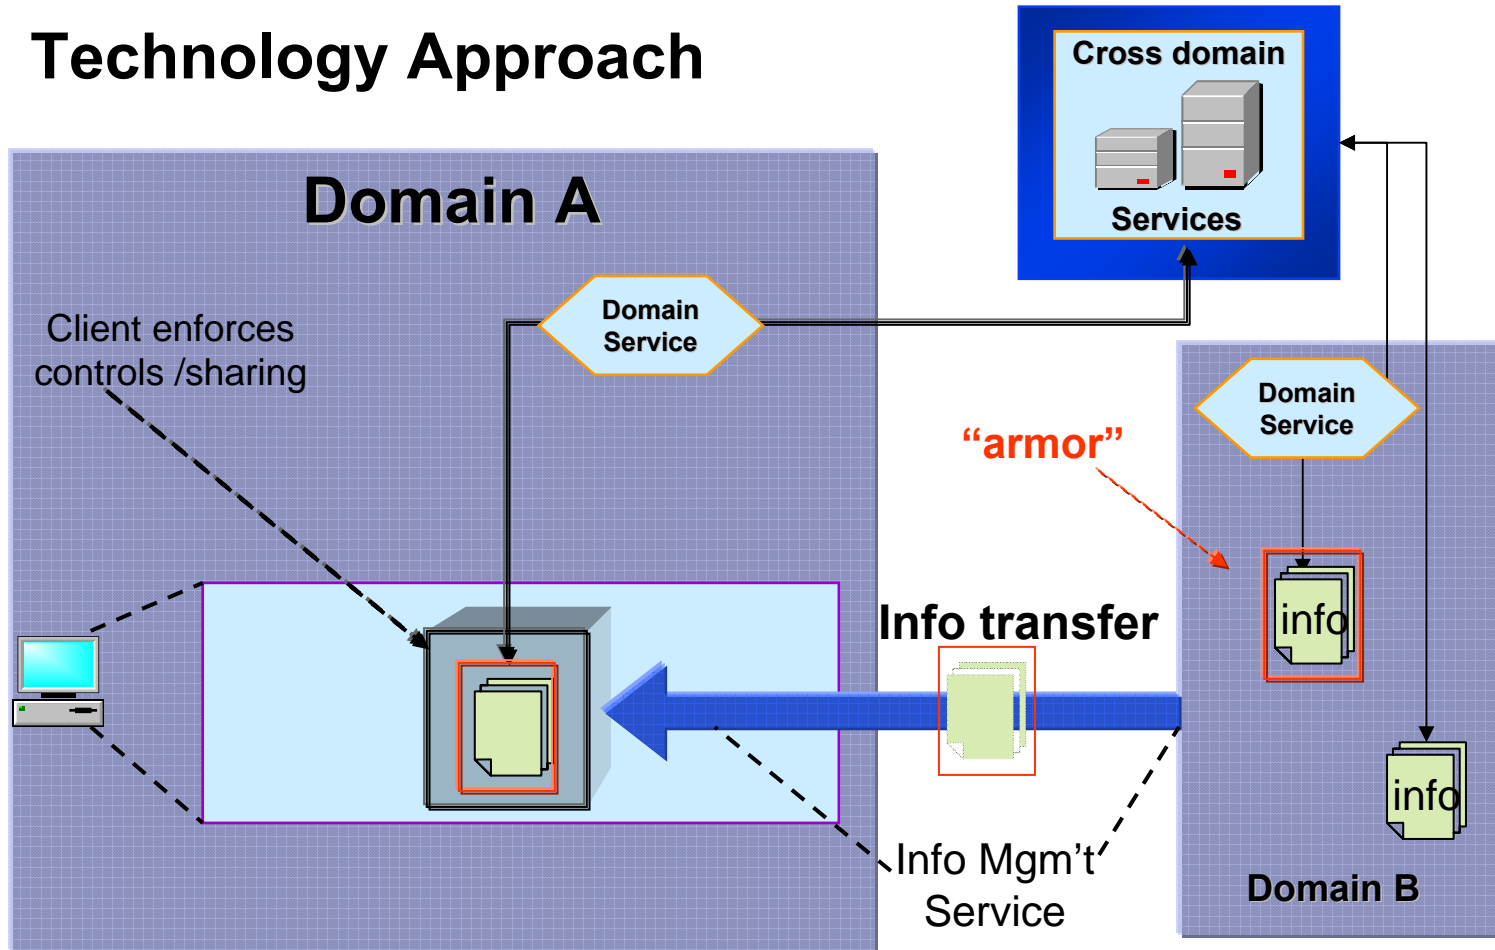 Technology Approach
Cross domain
Services
Domain A
Domain
Service
Client enforces
controls /sharing
Domain
Service
“armor”
Info transfer
info
info
Info Mgm’t
Service
Domain B